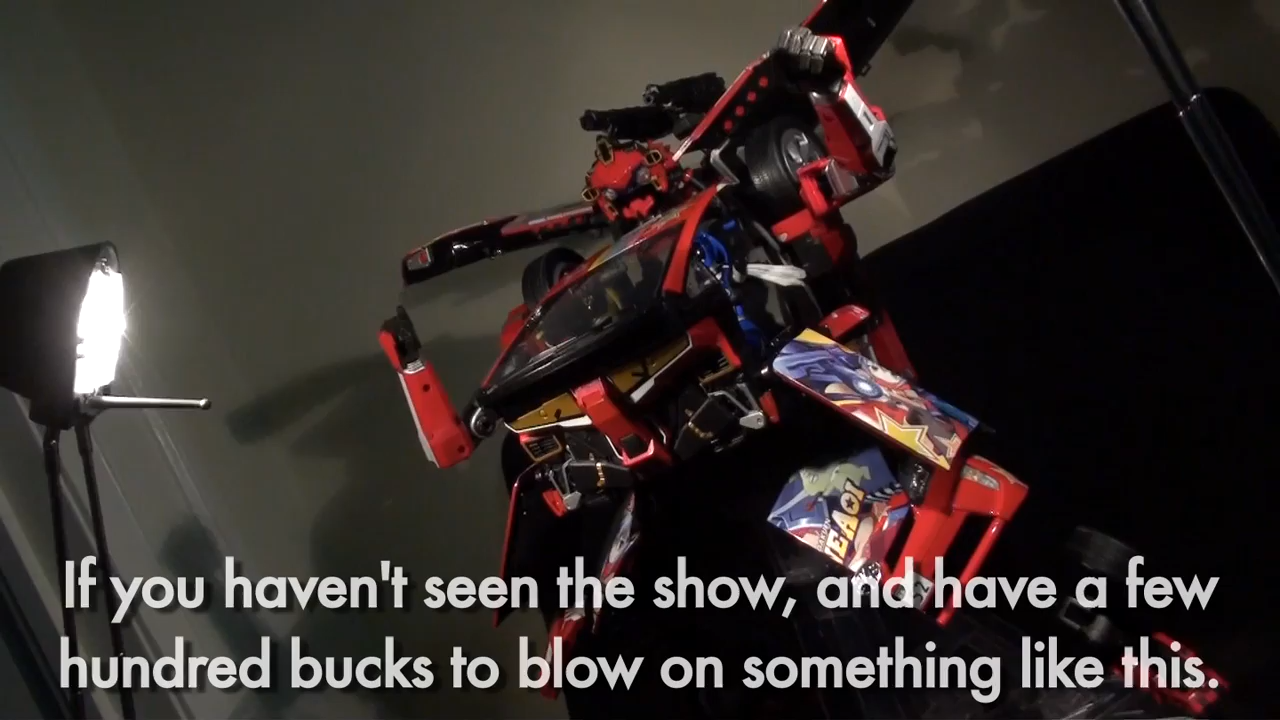 If you haven't seen the show, and have a few
hundred bucks to blow on something like this.